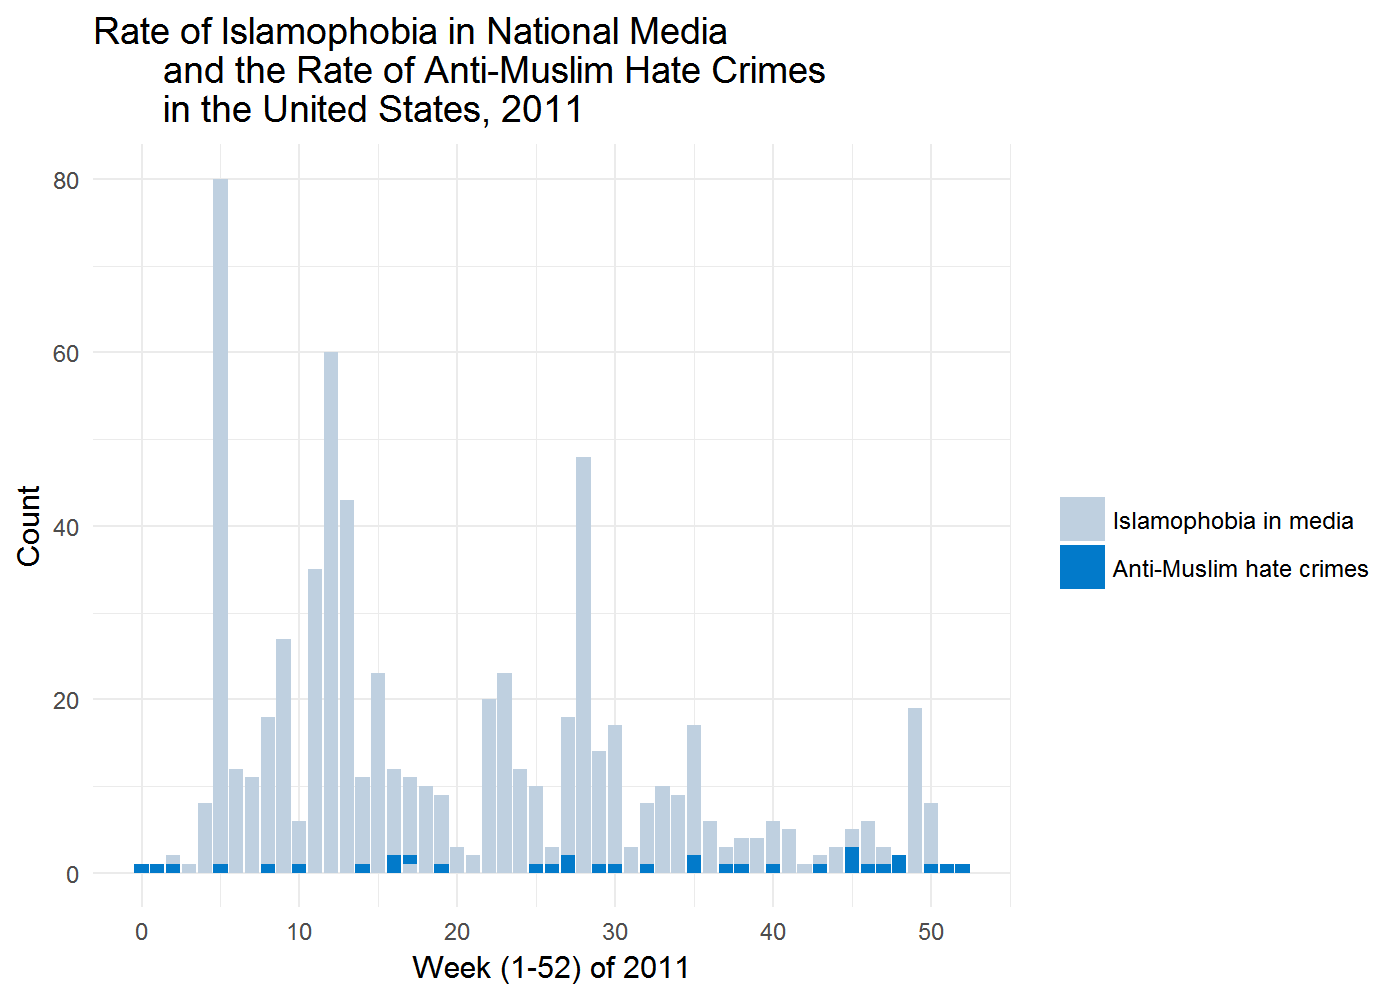 Rate of Islamophobia in National Media
and the Rate of Anti-Muslim Hate Crimes
in the United States, 2011
80
60
40
20
0
Count
0 10 20 30 40 50
Week (1-52) of 2011
Islamophobia in media
Anti-Muslim hate crimes